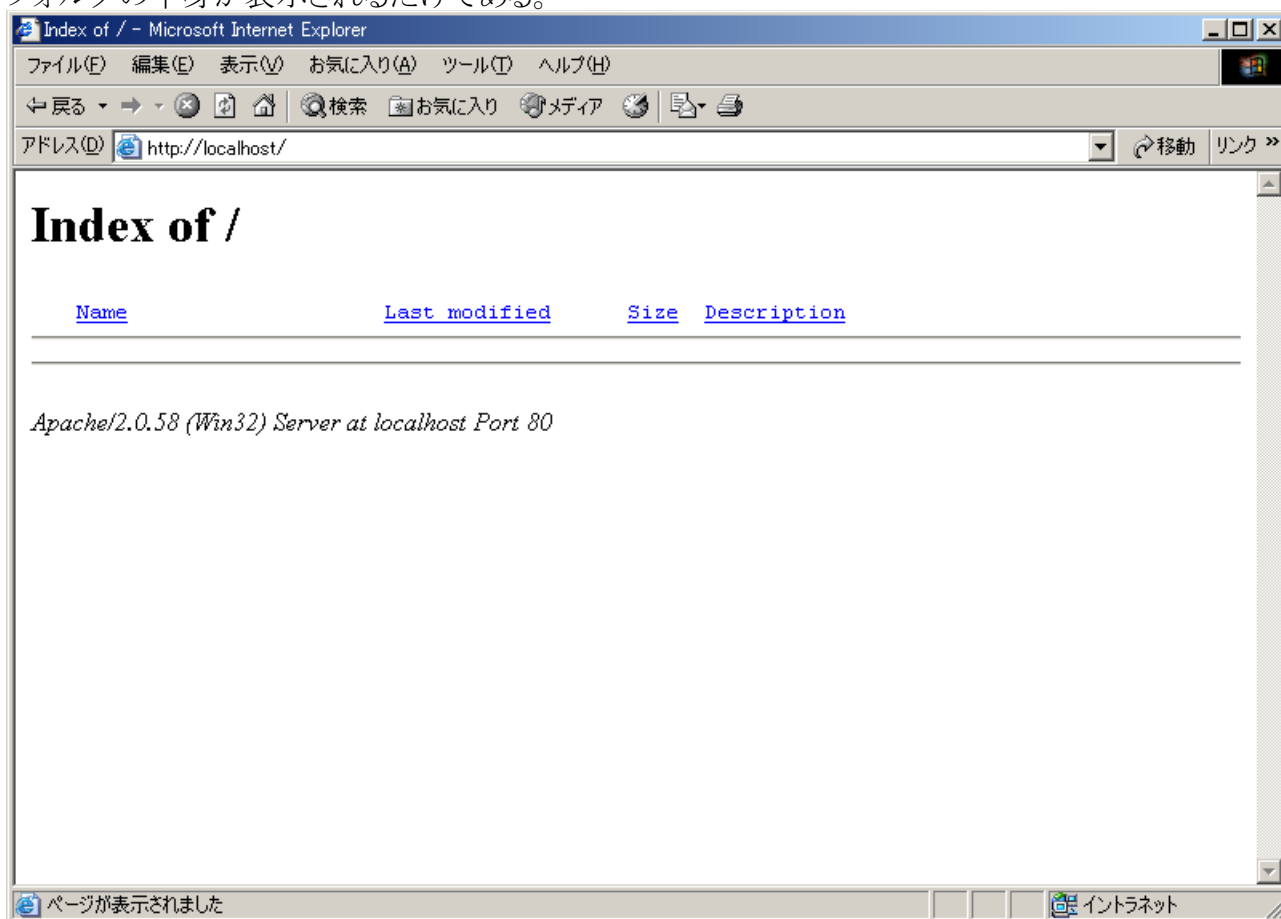 フォルダの中身が表示されるだけである。
Index of / - Microsoft Internet Explorer
ファイル(F) 編集(E) 表示(V) お気に入り(A) ツール(T) ヘルプ(H)
戻る 検索 お気に入り メディア
アドレス(D) http://localhost/ 移動 リンク »
Index of /
Name Last modified Size Description
Apache/2.0.58 (Win32) Server at localhost Port 80
ページが表示されました イントラネット